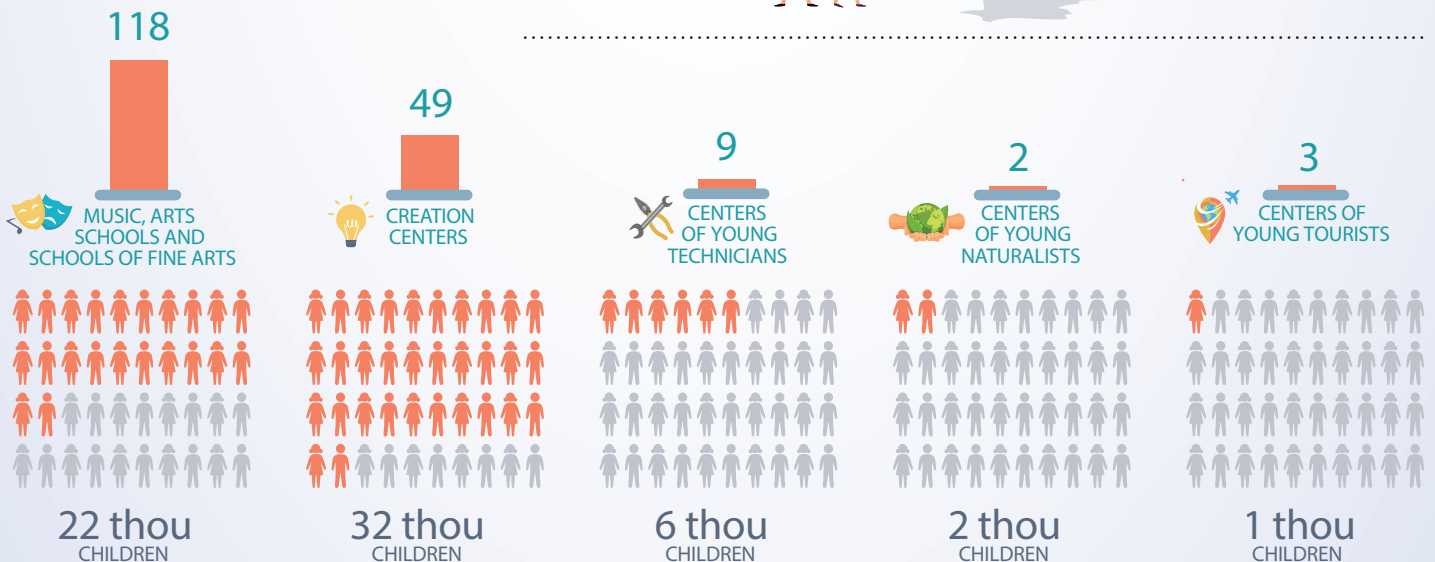 118
MUSIC, ARTS
SCHOOLS AND
SCHOOLS OF FINE ARTS
22 thou
CHILDREN
49
CREATION
CENTERS
32 thou
CHILDREN
9
CENTERS
OF YOUNG
TECHNICIANS
6 thou
CHILDREN
2
CENTERS
OF YOUNG
NATURALISTS
2 thou
CHILDREN
3
CENTERS OF
YOUNG TOURISTS
1 thou
CHILDREN